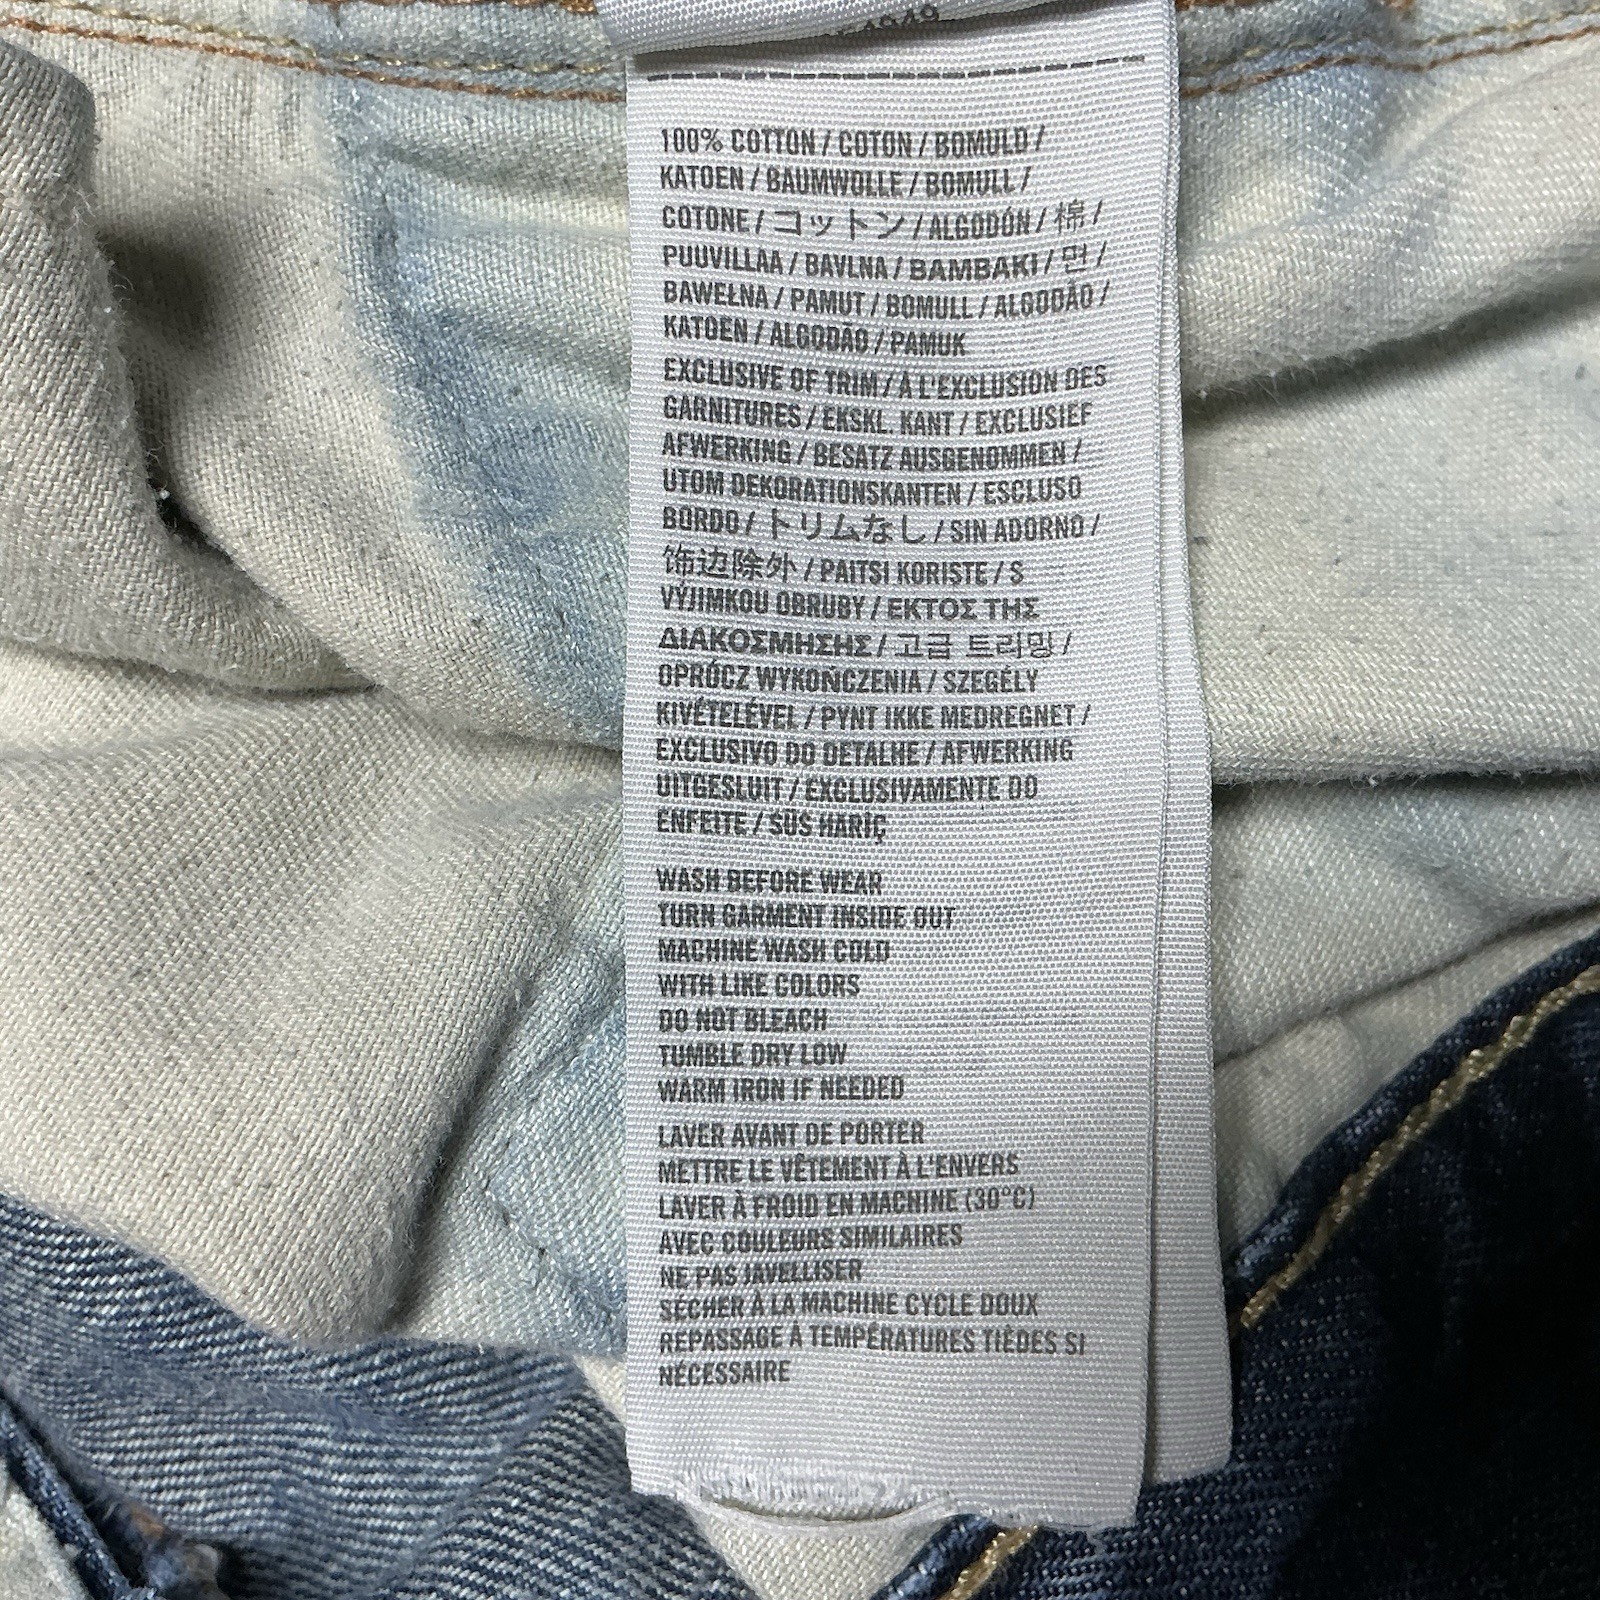 100% COTTON / COTON / BOMULD /
KATOEN / BAUMWOLLE / BOMULL /
COTONE / コットン / ALGODÓN / 棉 /
PUUVILLAA / BAVLNA / BAMBAKI / 면 /
BAWEŁNA / PAMUT / BOMULL / ALGODÃO /
KATOEN / ALGODÃO / PAMUK
EXCLUSIVE OF TRIM / À L'EXCLUSION DES
GARNITURES / EKSKL. KANT / EXCLUSIEF
AFWERKING / BESATZ AUSGENOMMEN /
UTOM DEKORATIONSKANTEN / ESCLUSO
BORDO / トリムなし / SIN ADORNO /
饰边除外 / PAITSI KORISTE / S
VÝJIMKOU OBRUBY / ΕΚΤΟΣ ΤΗΣ
ΔΙΑΚΟΣΜΗΣΗΣ / 고급 트리밍 /
OPRÓCZ WYKOŃCZENIA / SZEGÉLY
KIVÉTELÉVEL / PYNT IKKE MEDREGNET /
EXCLUSIVO DO DETALHE / AFWERKING
UITGESLUIT / EXCLUSIVAMENTE DO
ENFEITE / SÜS HARİÇ
WASH BEFORE WEAR
TURN GARMENT INSIDE OUT
MACHINE WASH COLD
WITH LIKE COLORS
DO NOT BLEACH
TUMBLE DRY LOW
WARM IRON IF NEEDED
LAVER AVANT DE PORTER
METTRE LE VÊTEMENT À L'ENVERS
LAVER À FROID EN MACHINE (30°C)
AVEC COULEURS SIMILAIRES
NE PAS JAVELLISER
SÉCHER À LA MACHINE CYCLE DOUX
REPASSAGE À TEMPÉRATURES TIÈDES SI
NÉCESSAIRE